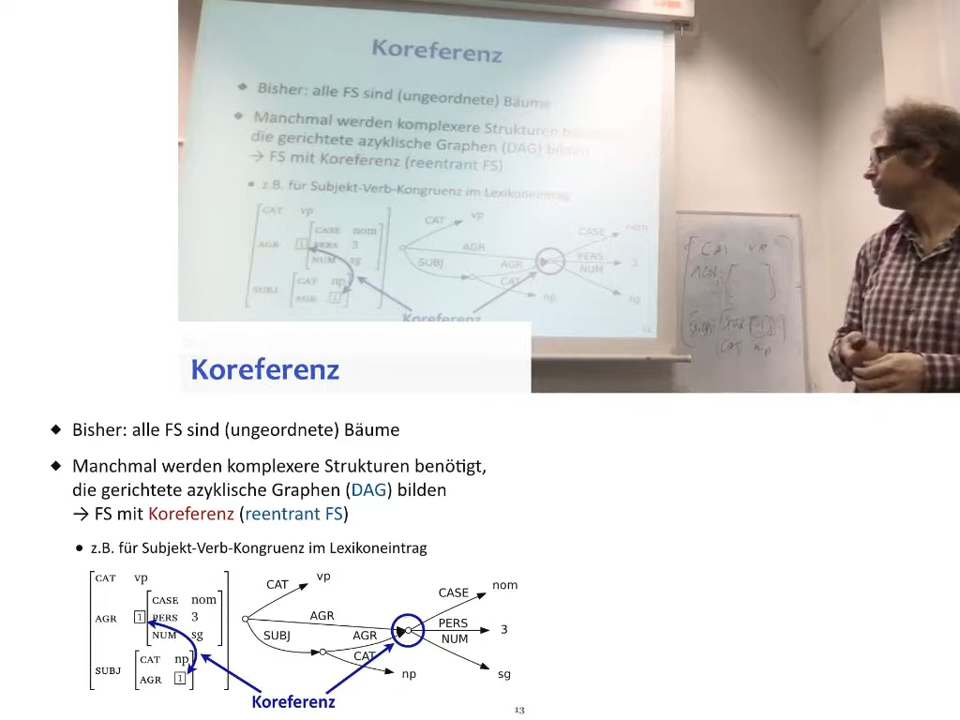 Koreferenz
◆ Bisher: alle FS sind (ungeordnete) Bäume
◆ Manchmal werden komplexere Strukturen
die gerichtete azyklische Graphen (DAG) bilden
→ FS mit Koreferenz (reentrant FS)
• z.B. für Subjekt-Verb-Kongruenz im Lexikoneintrag
CAT vp
AGR 1 CASE nom
PERS 3
NUM sg
SUBJ CAT np
AGR 1
CAT vp
AGR
SUBJ AGR
CAT np
CASE nom
PERS 3
NUM sg
Koreferenz
CAT
AGR
Koreferenz
◆ Bisher: alle FS sind (ungeordnete) Bäume
◆ Manchmal werden komplexere Strukturen benötigt,
die gerichtete azyklische Graphen (DAG) bilden
→ FS mit Koreferenz (reentrant FS)
• z.B. für Subjekt-Verb-Kongruenz im Lexikoneintrag
CAT vp
AGR 1 CASE nom
PERS 3
NUM sg
SUBJ CAT np
AGR 1
CAT vp
AGR
SUBJ AGR
CAT np
CASE nom
PERS 3
NUM sg
Koreferenz
13